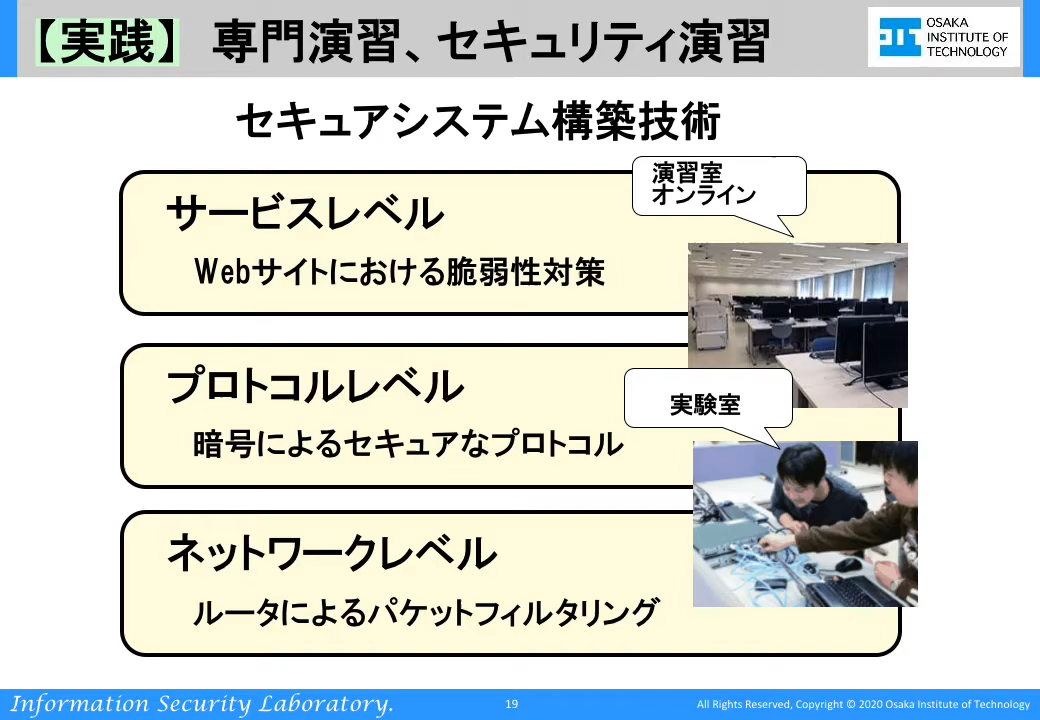 【実践】 専門演習、セキュリティ演習
OSAKA
INSTITUTE OF
TECHNOLOGY
セキュアシステム構築技術
演習室
オンライン
サービスレベル
Webサイトにおける脆弱性対策
プロトコルレベル
実験室
暗号によるセキュアなプロトコル
ネットワークレベル
ルータによるパケットフィルタリング
Information Security Laboratory.
19
All Rights Reserved, Copyright © 2020 Osaka Institute of Technology